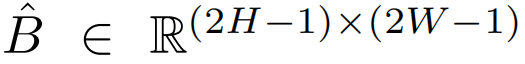 B̂ ∈ ℝ^{(2H−1)×(2W−1)}